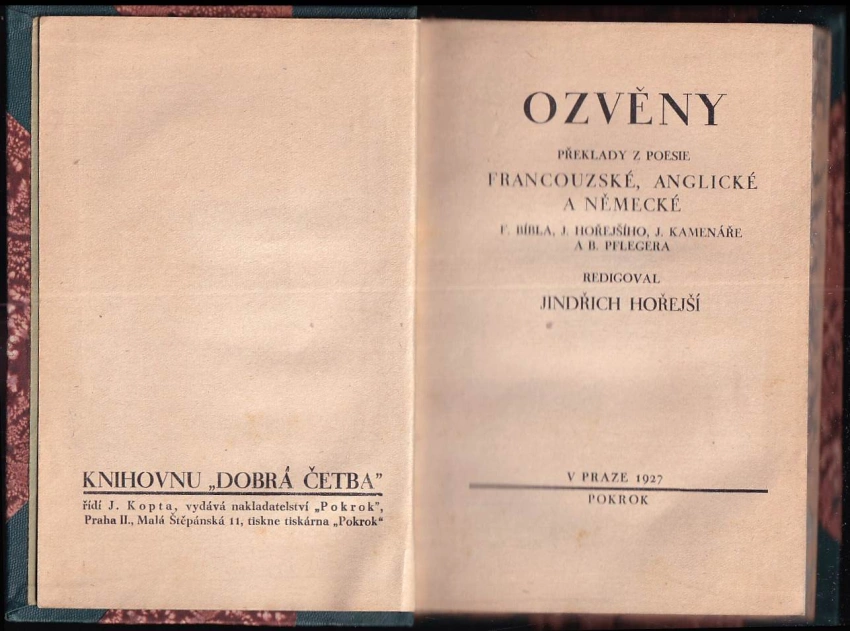 KNIHOVNU „DOBRÁ ČETBA"
řídí J. Kopta, vydává nakladatelství „Pokrok",
Praha II., Malá Štěpánská 11, tiskne tiskárna „Pokrok"
OZVĚNY
PŘEKLADY Z POESIE
FRANCOUZSKÉ, ANGLICKÉ
A NĚMECKÉ
F. BÍBLA, J. HOŘEJŠÍHO, J. KAMENÁŘE
A B. PFLEGERA
REDIGOVAL
JINDŘICH HOŘEJŠÍ
V PRAZE 1927
POKROK